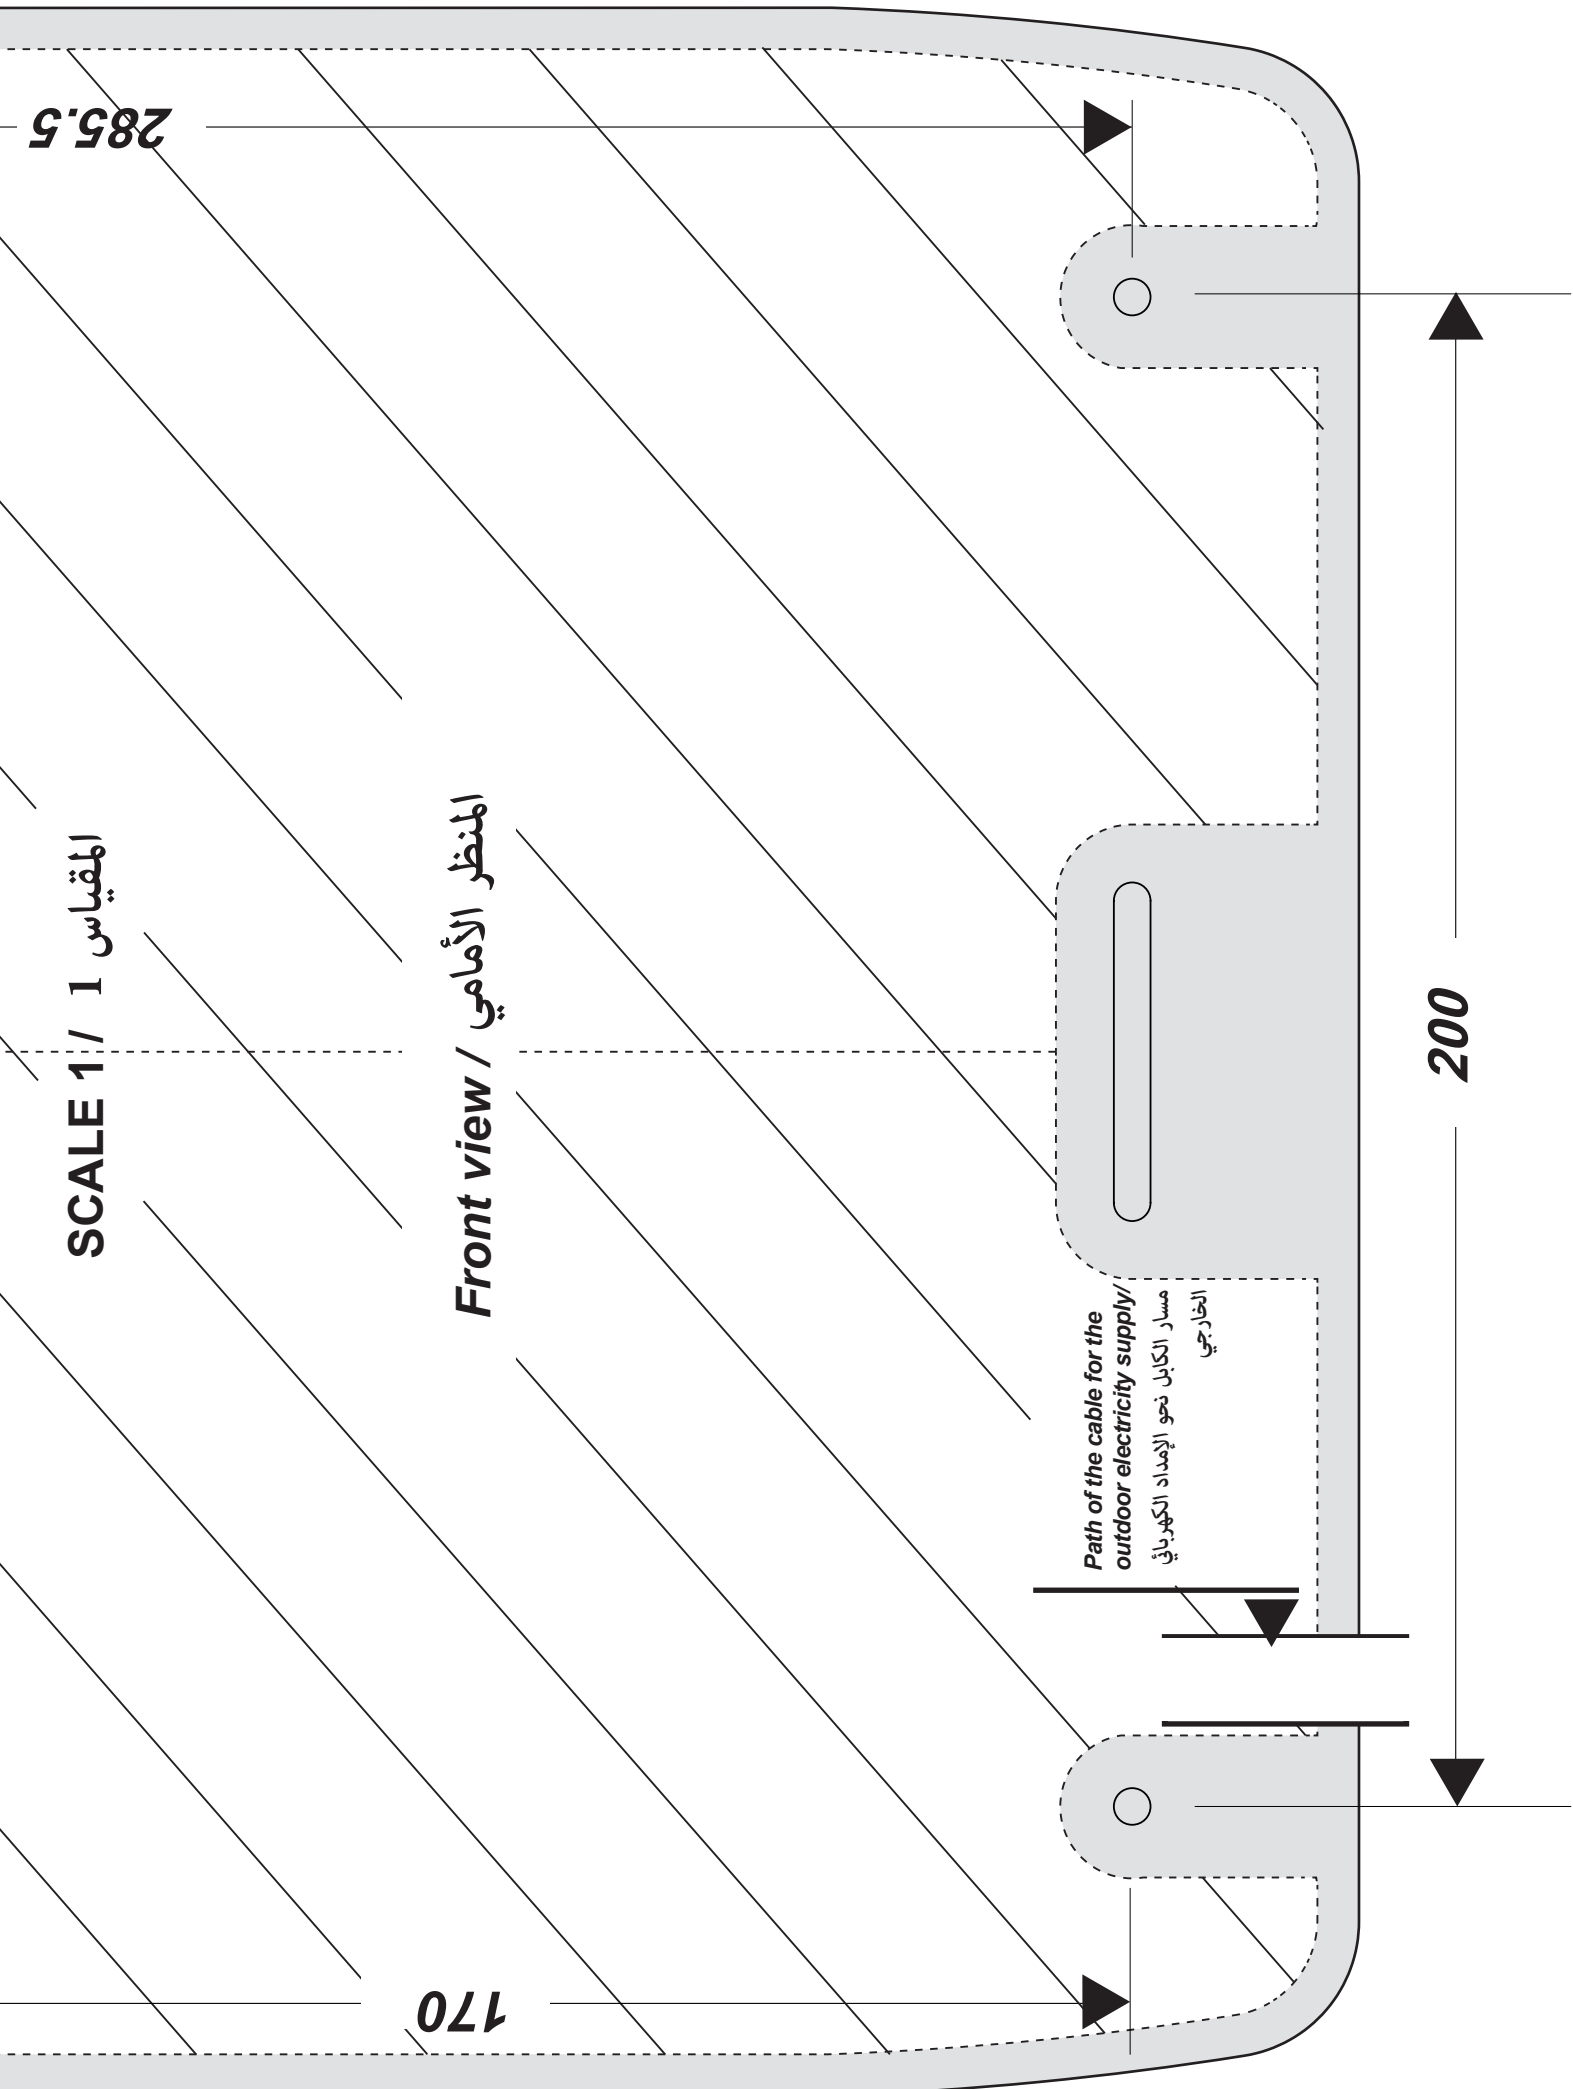 285.5
SCALE 1 / 1 المقياس
Front view / المنظر الأمامي
Path of the cable for the
outdoor electricity supply/
مسار الكابل نحو الإمداد الكهربائي
الخارجي
200
170